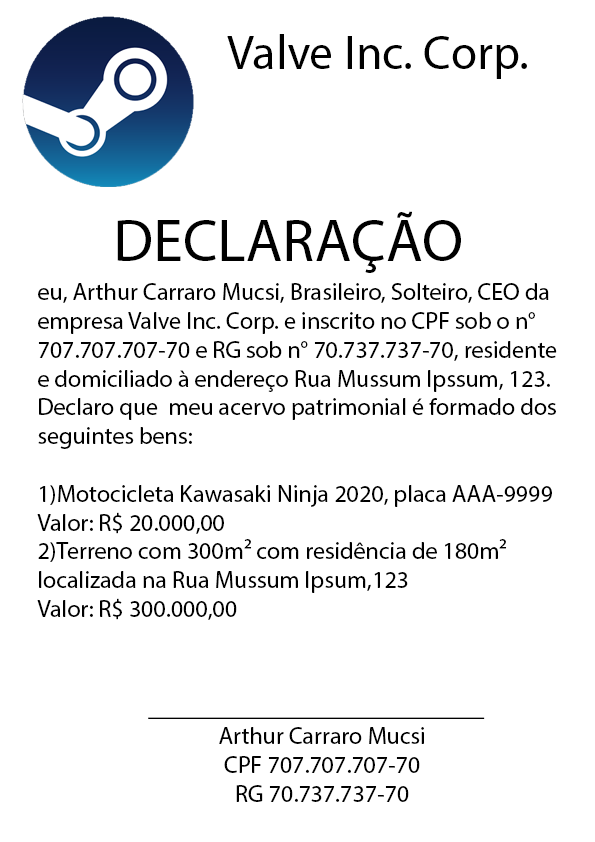 Valve Inc. Corp.
DECLARAÇÃO
eu, Arthur Carraro Mucsi, Brasileiro, Solteiro, CEO da
empresa Valve Inc. Corp. e inscrito no CPF sob o n°
707.707.707-70 e RG sob n° 70.737.737-70, residente
e domiciliado à endereço Rua Mussum Ipssum, 123.
Declaro que  meu acervo patrimonial é formado dos
seguintes bens:
1)Motocicleta Kawasaki Ninja 2020, placa AAA-9999
Valor: R$ 20.000,00
2)Terreno com 300m² com residência de 180m²
localizada na Rua Mussum Ipsum,123
Valor: R$ 300.000,00
Arthur Carraro Mucsi
CPF 707.707.707-70
RG 70.737.737-70